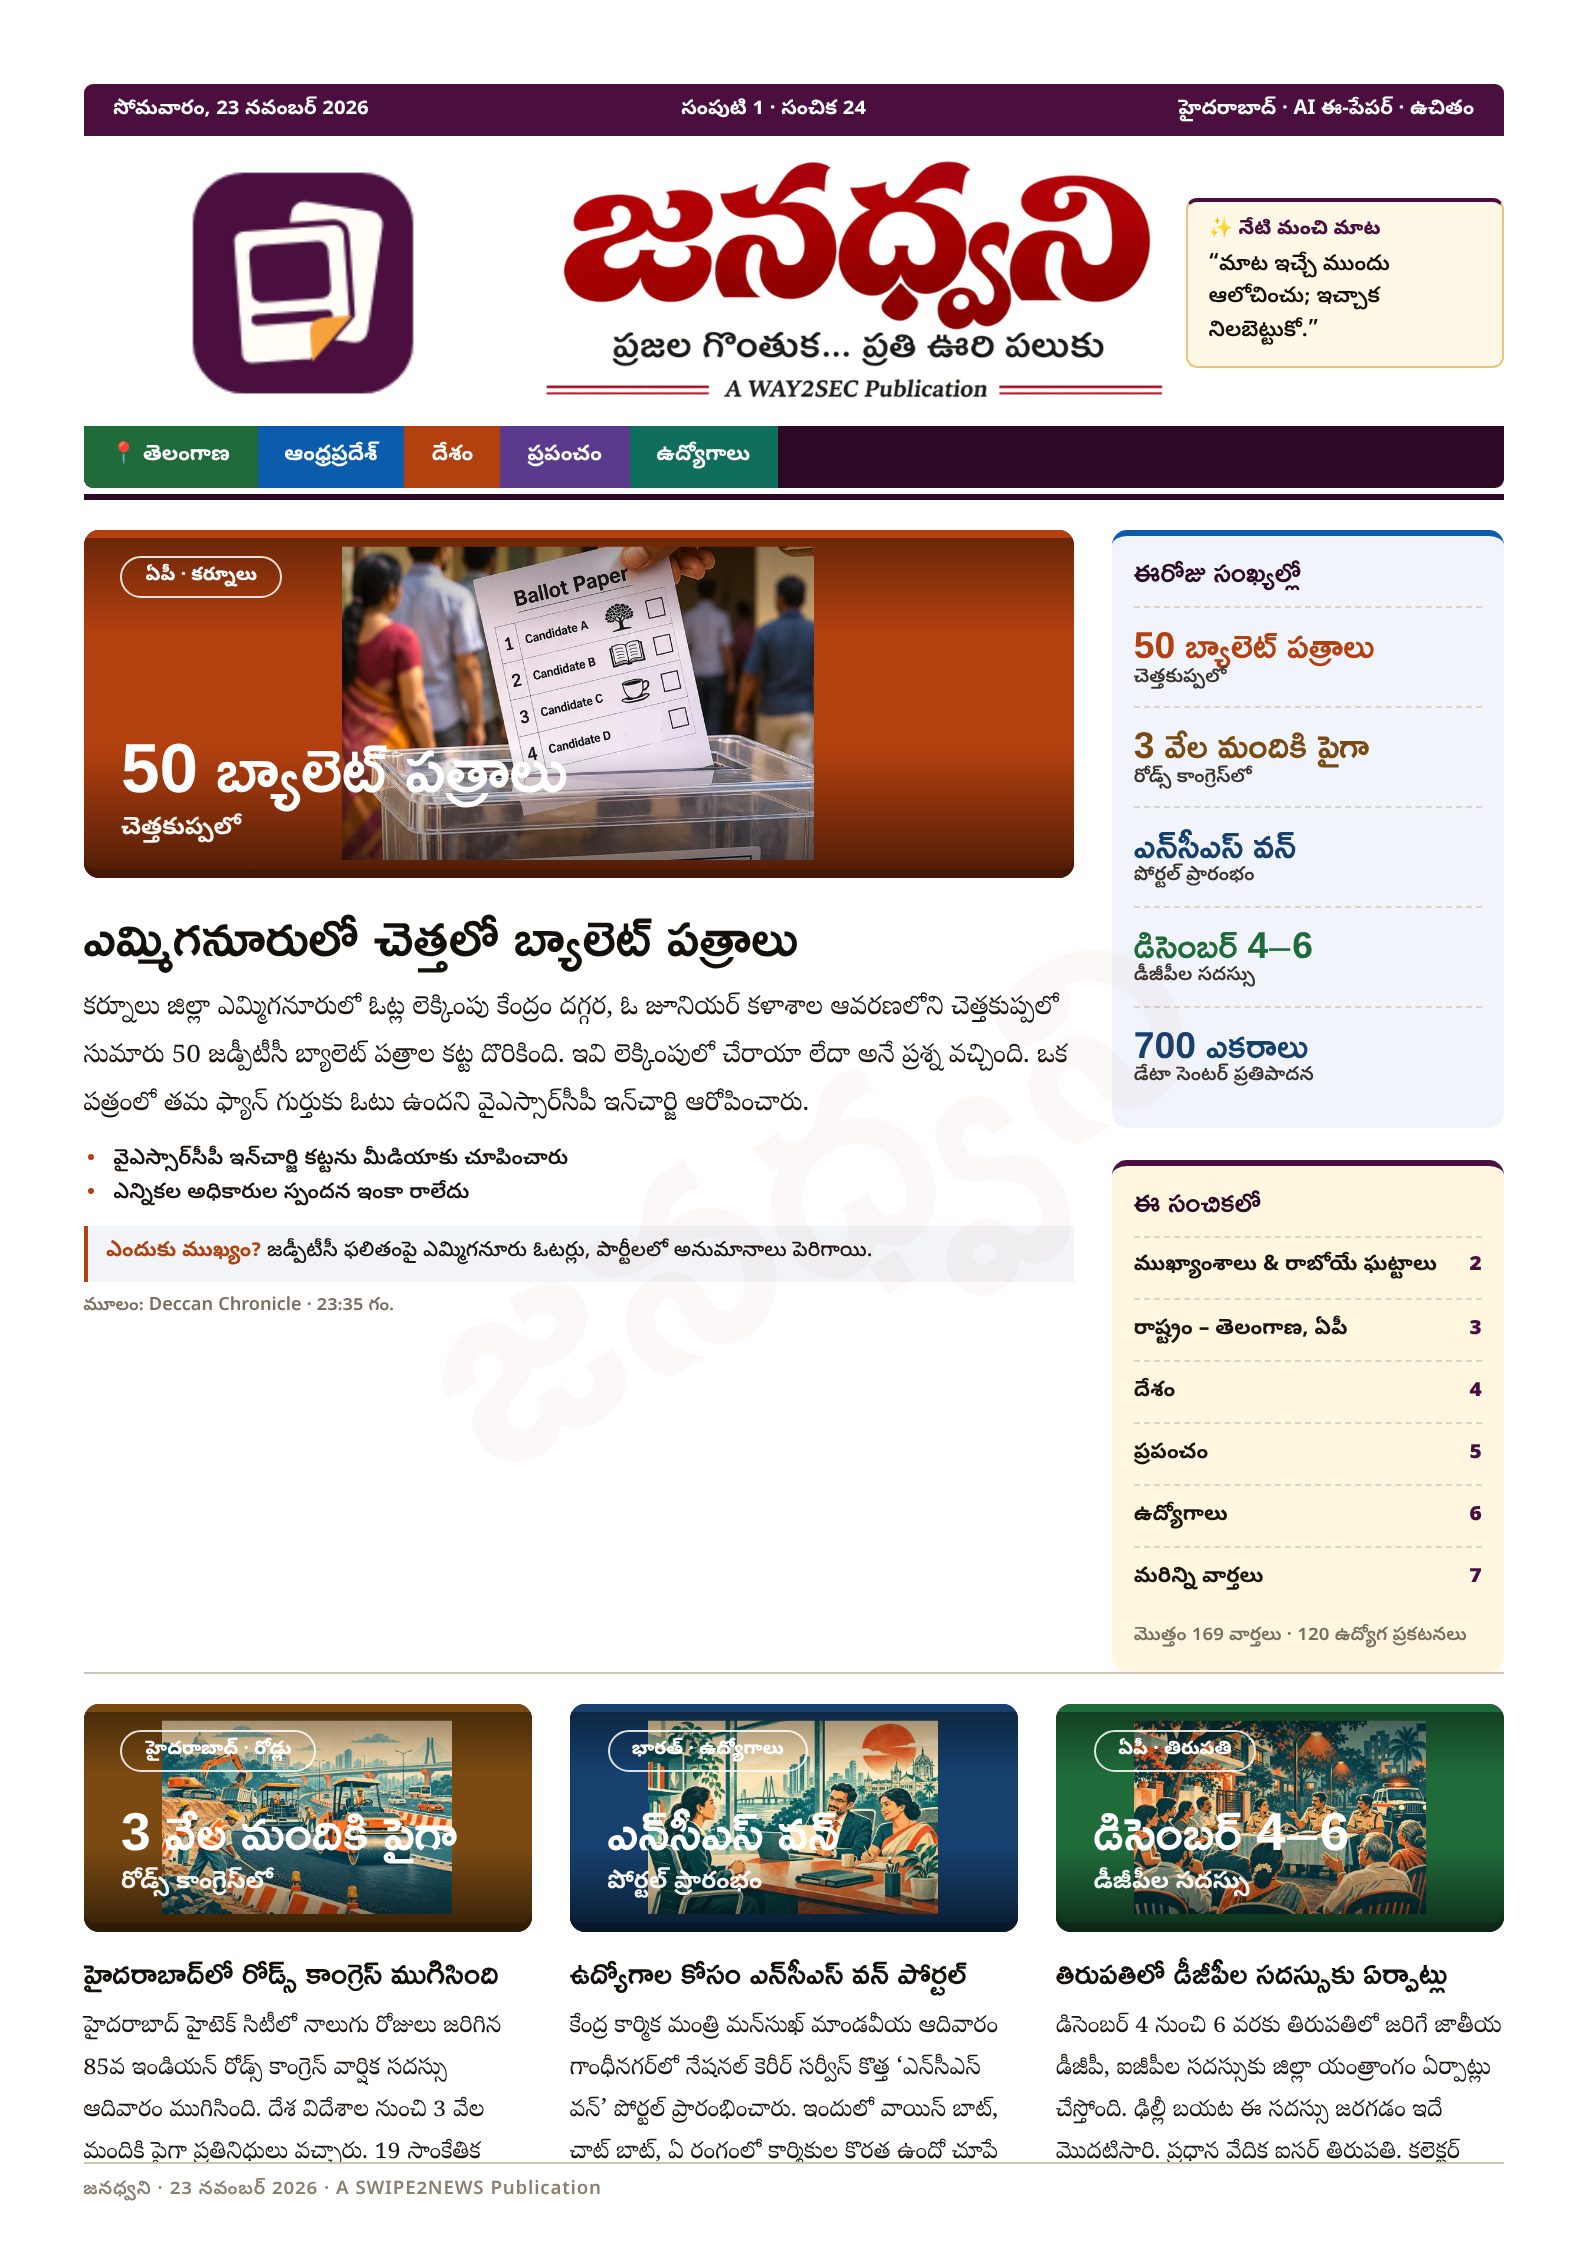 సోమవారం, 23 నవంబర్ 2026
సంపుటి 1 · సంచిక 24
హైదరాబాద్ · AI ఈ-పేపర్ · ఉచితం
జనధ్వని
ప్రజల గొంతుక... ప్రతి ఊరి పలుకు
A WAY2SEC Publication
✨ నేటి మంచి మాట
“మాట ఇచ్చే ముందు
ఆలోచించు; ఇచ్చాక
నిలబెట్టుకో.”
📍 తెలంగాణ
ఆంధ్రప్రదేశ్
దేశం
ప్రపంచం
ఉద్యోగాలు
ఏపీ · కర్నూలు
Ballot Paper
1 Candidate A
2 Candidate B
3 Candidate C
4 Candidate D
50 బ్యాలెట్ పత్రాలు
చెత్తకుప్పలో
ఎమ్మిగనూరులో చెత్తలో బ్యాలెట్ పత్రాలు
కర్నూలు జిల్లా ఎమ్మిగనూరులో ఓట్ల లెక్కింపు కేంద్రం దగ్గర, ఓ జూనియర్ కళాశాల ఆవరణలోని చెత్తకుప్పలో
సుమారు 50 జడ్పీటీసీ బ్యాలెట్ పత్రాల కట్ట దొరికింది. ఇవి లెక్కింపులో చేరాయా లేదా అనే ప్రశ్న వచ్చింది. ఒక
పత్రంలో తమ ఫ్యాన్ గుర్తుకు ఓటు ఉందని వైఎస్సార్‌సీపీ ఇన్‌చార్జి ఆరోపించారు.
• వైఎస్సార్‌సీపీ ఇన్‌చార్జి కట్టను మీడియాకు చూపించారు
• ఎన్నికల అధికారుల స్పందన ఇంకా రాలేదు
ఎందుకు ముఖ్యం? జడ్పీటీసీ ఫలితంపై ఎమ్మిగనూరు ఓటర్లు, పార్టీలలో అనుమానాలు పెరిగాయి.
మూలం: Deccan Chronicle · 23:35 గం.
జనధ్వని
ఈరోజు సంఖ్యల్లో
50 బ్యాలెట్ పత్రాలు
చెత్తకుప్పలో
3 వేల మందికి పైగా
రోడ్స్ కాంగ్రెస్‌లో
ఎన్‌సీఎస్ వన్
పోర్టల్ ప్రారంభం
డిసెంబర్ 4–6
డీజీపీల సదస్సు
700 ఎకరాలు
డేటా సెంటర్ ప్రతిపాదన
ఈ సంచికలో
ముఖ్యాంశాలు & రాబోయే ఘట్టాలు 2
రాష్ట్రం – తెలంగాణ, ఏపీ 3
దేశం 4
ప్రపంచం 5
ఉద్యోగాలు 6
మరిన్ని వార్తలు 7
మొత్తం 169 వార్తలు · 120 ఉద్యోగ ప్రకటనలు
హైదరాబాద్ · రోడ్లు
3 వేల మందికి పైగా
రోడ్స్ కాంగ్రెస్‌లో
హైదరాబాద్‌లో రోడ్స్ కాంగ్రెస్ ముగిసింది
హైదరాబాద్ హైటెక్ సిటీలో నాలుగు రోజులు జరిగిన
85వ ఇండియన్ రోడ్స్ కాంగ్రెస్ వార్షిక సదస్సు
ఆదివారం ముగిసింది. దేశ విదేశాల నుంచి 3 వేల
మందికి పైగా ప్రతినిధులు వచ్చారు. 19 సాంకేతిక
భారత్ · ఉద్యోగాలు
ఎన్‌సీఎస్ వన్
పోర్టల్ ప్రారంభం
ఉద్యోగాల కోసం ఎన్‌సీఎస్ వన్ పోర్టల్
కేంద్ర కార్మిక మంత్రి మన్‌సుఖ్ మాండవీయ ఆదివారం
గాంధీనగర్‌లో నేషనల్ కెరీర్ సర్వీస్ కొత్త ‘ఎన్‌సీఎస్
వన్’ పోర్టల్ ప్రారంభించారు. ఇందులో వాయిస్ బాట్,
చాట్ బాట్, ఏ రంగంలో కార్మికుల కొరత ఉందో చూపే
ఏపీ · తిరుపతి
డిసెంబర్ 4–6
డీజీపీల సదస్సు
తిరుపతిలో డీజీపీల సదస్సుకు ఏర్పాట్లు
డిసెంబర్ 4 నుంచి 6 వరకు తిరుపతిలో జరిగే జాతీయ
డీజీపీ, ఐజీపీల సదస్సుకు జిల్లా యంత్రాంగం ఏర్పాట్లు
చేస్తోంది. ఢిల్లీ బయట ఈ సదస్సు జరగడం ఇదే
మొదటిసారి. ప్రధాన వేదిక ఐసర్ తిరుపతి. కలెక్టర్
జనధ్వని · 23 నవంబర్ 2026 · A SWIPE2NEWS Publication